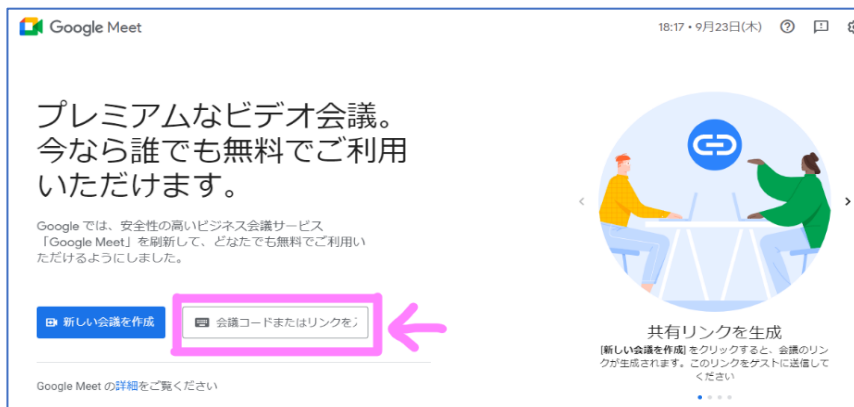 Google Meet
18:17・9月23日(木)
プレミアムなビデオ会議。
今なら誰でも無料でご利用
いただけます。
Google では、安全性の高いビジネス会議サービス
「Google Meet」を刷新して、どなたでも無料でご利用い
ただけるようにしました。
新しい会議を作成
会議コードまたはリンクを
Google Meet の詳細をご覧ください
共有リンクを生成
[新しい会議を作成] をクリックすると、会議のリン
クが生成されます。このリンクをゲストに送信して
ください